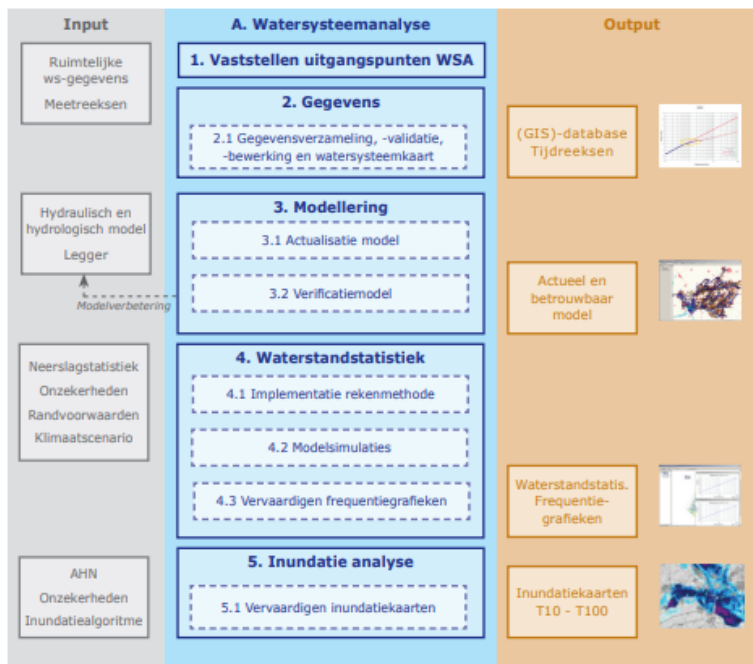 Input
Ruimtelijke
ws-gegevens
Meetreeksen
Hydraulisch en
hydrologisch model
Legger
Modelverbetering
Neerslagstatistiek
Onzekerheden
Randvoorwaarden
Klimaatscenario
AHN
Onzekerheden
Inundatiealgoritme
A. Watersysteemanalyse
1. Vaststellen uitgangspunten WSA
2. Gegevens
2.1 Gegevensverzameling, -validatie,
-bewerking en watersysteemkaart
3. Modellering
3.1 Actualisatie model
3.2 Verificatiemodel
4. Waterstandstatistiek
4.1 Implementatie rekenmethode
4.2 Modelsimulaties
4.3 Vervaardigen frequentiegrafieken
5. Inundatie analyse
5.1 Vervaardigen inundatiekaarten
Output
(GIS)-database
Tijdreeksen
Actueel en
betrouwbaar
model
Waterstandstatis.
Frequentie-
grafieken
Inundatiekaarten
T10 - T100